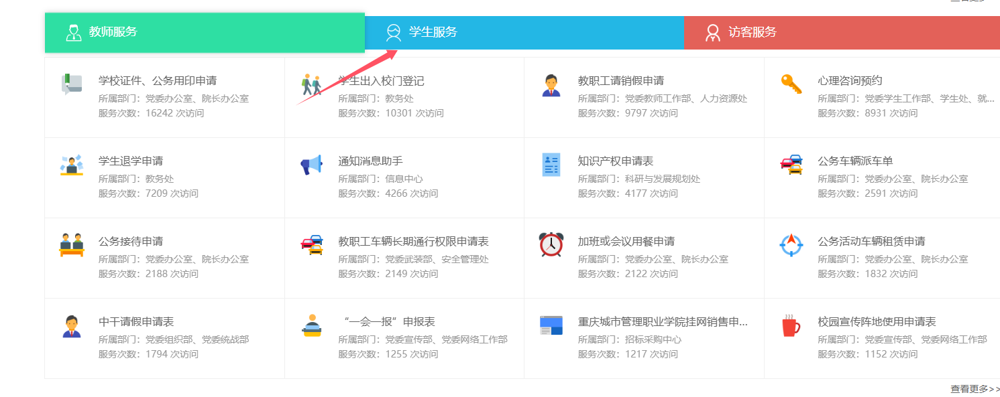 教师服务
学生服务
访客服务
学校证件、公务用印申请
所属部门：党委办公室、院长办公室
服务次数：16242 次访问
学生出入校门登记
所属部门：教务处
服务次数：10301 次访问
教职工请销假申请
所属部门：党委教师工作部、人力资源处
服务次数：9797 次访问
心理咨询预约
所属部门：党委学生工作部、学生处、就...
服务次数：8931 次访问
学生退学申请
所属部门：教务处
服务次数：7209 次访问
通知消息助手
所属部门：信息中心
服务次数：4266 次访问
知识产权申请表
所属部门：科研与发展规划处
服务次数：4177 次访问
公务车辆派车单
所属部门：党委办公室、院长办公室
服务次数：2591 次访问
公务接待申请
所属部门：党委办公室、院长办公室
服务次数：2188 次访问
教职工车辆长期通行权限申请表
所属部门：党委武装部、安全管理处
服务次数：2149 次访问
加班或会议用餐申请
所属部门：党委办公室、院长办公室
服务次数：2122 次访问
公务活动车辆租赁申请
所属部门：党委办公室、院长办公室
服务次数：1832 次访问
中干请假申请表
所属部门：党委组织部、党委统战部
服务次数：1794 次访问
“一会一报”申报表
所属部门：党委宣传部、党委网络工作部
服务次数：1255 次访问
重庆城市管理职业学院挂网销售申...
所属部门：招标采购中心
服务次数：1217 次访问
校园宣传阵地使用申请表
所属部门：党委宣传部、党委网络工作部
服务次数：1152 次访问
查看更多>>